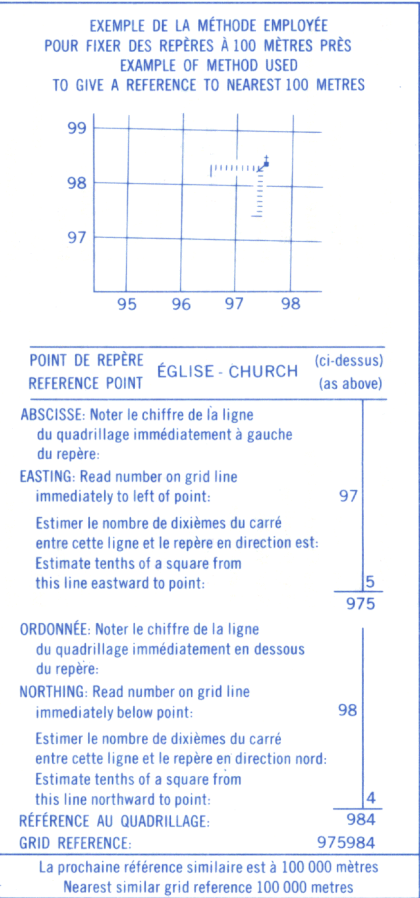 EXEMPLE DE LA MÉTHODE EMPLOYÉE
POUR FIXER DES REPÈRES À 100 MÈTRES PRÈS
EXAMPLE OF METHOD USED
TO GIVE A REFERENCE TO NEAREST 100 METRES
99
98
97
95 96 97 98
POINT DE REPÈRE
REFERENCE POINT
ÉGLISE - CHURCH
(ci-dessus)
(as above)
ABSCISSE: Noter le chiffre de la ligne
du quadrillage immédiatement à gauche
du repère:
EASTING: Read number on grid line
immediately to left of point: 97
Estimer le nombre de dixièmes du carré
entre cette ligne et le repère en direction est:
Estimate tenths of a square from
this line eastward to point: 5
975
ORDONNÉE: Noter le chiffre de la ligne
du quadrillage immédiatement en dessous
du repère:
NORTHING: Read number on grid line
immediately below point: 98
Estimer le nombre de dixièmes du carré
entre cette ligne et le repère en direction nord:
Estimate tenths of a square from
this line northward to point: 4
RÉFÉRENCE AU QUADRILLAGE: 984
GRID REFERENCE: 975984
La prochaine référence similaire est à 100 000 mètres
Nearest similar grid reference 100 000 metres